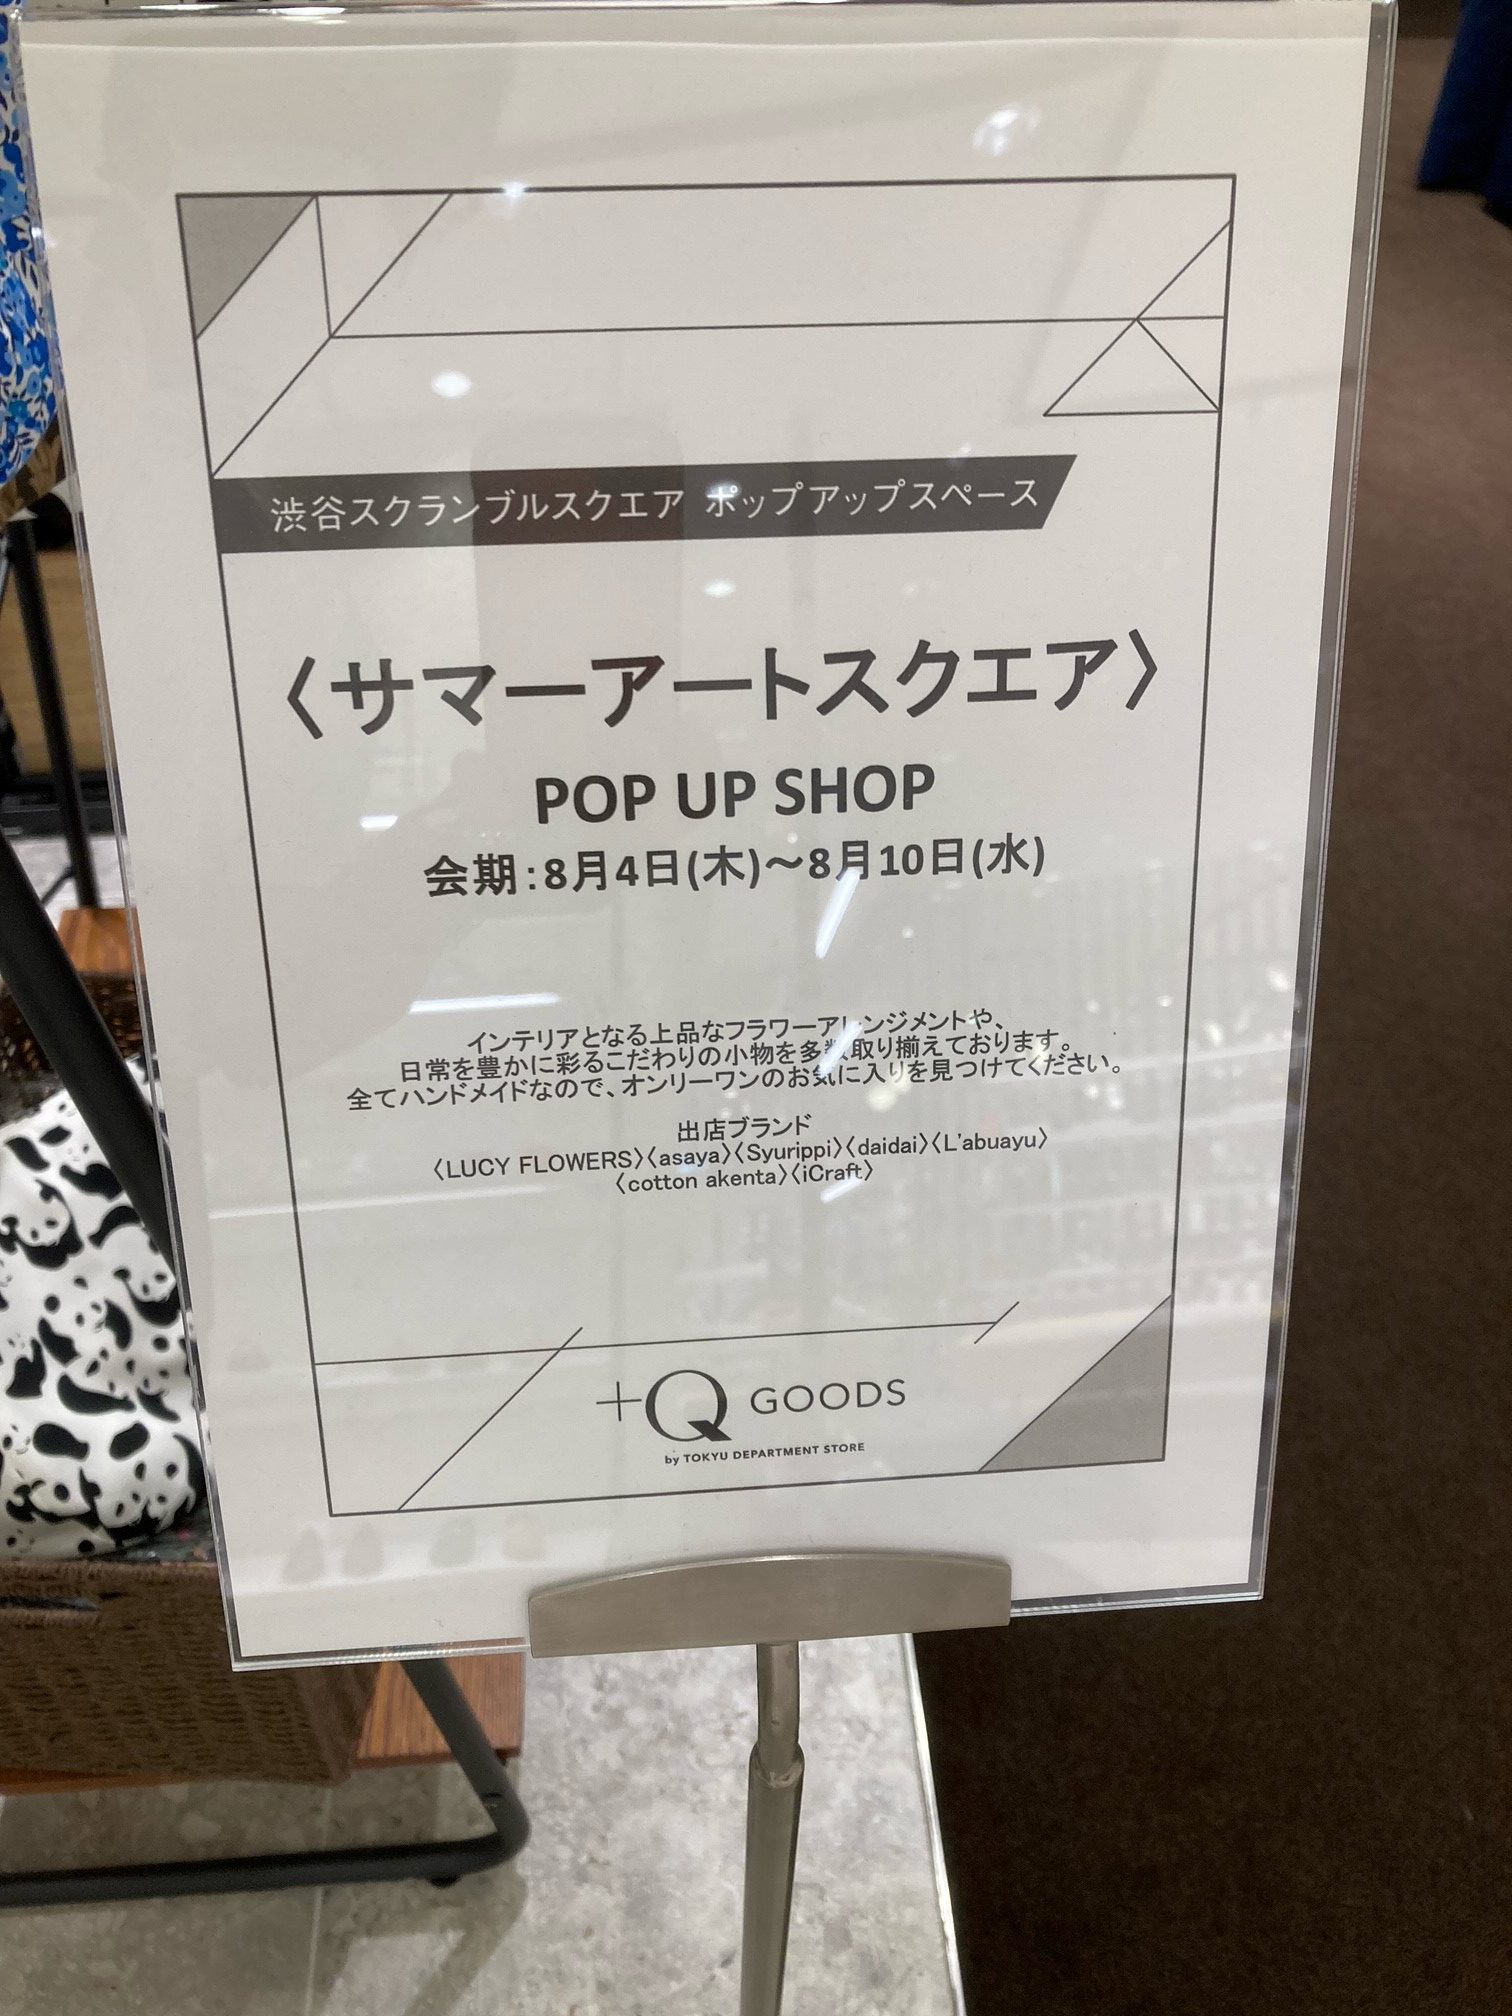 渋谷スクランブルスクエア ポップアップスペース
〈サマーアートスクエア〉
POP UP SHOP
会期：8月4日(木)～8月10日(水)
インテリアとなる上品なフラワーアレンジメントや、
日常を豊かに彩るこだわりの小物を多数取り揃えております。
全てハンドメイドなので、オンリーワンのお気に入りを見つけてください。
出店ブランド
〈LUCY FLOWERS〉〈asaya〉〈Syurippi〉〈daidai〉〈L'abuayu〉
〈cotton akenta〉〈iCraft〉
+Q GOODS
by TOKYU DEPARTMENT STORE